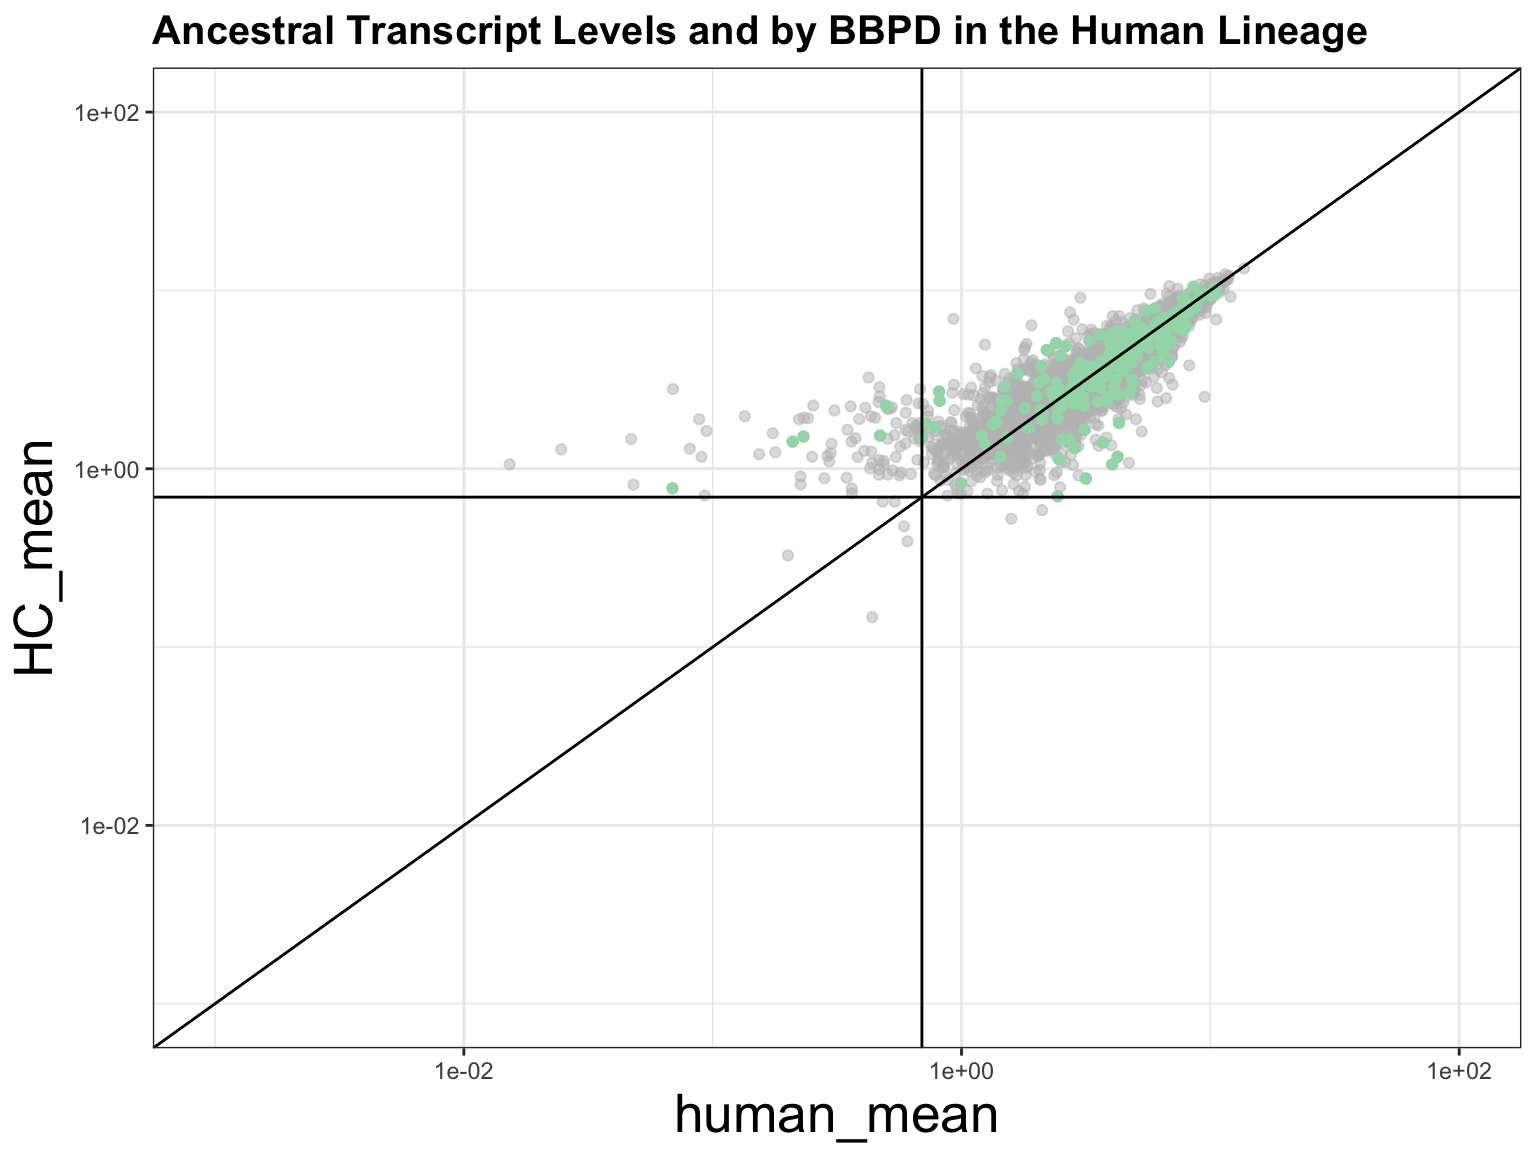 Ancestral Transcript Levels and by BBPD in the Human Lineage
1e+02
1e+00
1e-02
HC_mean
1e-02
1e+00
1e+02
human_mean